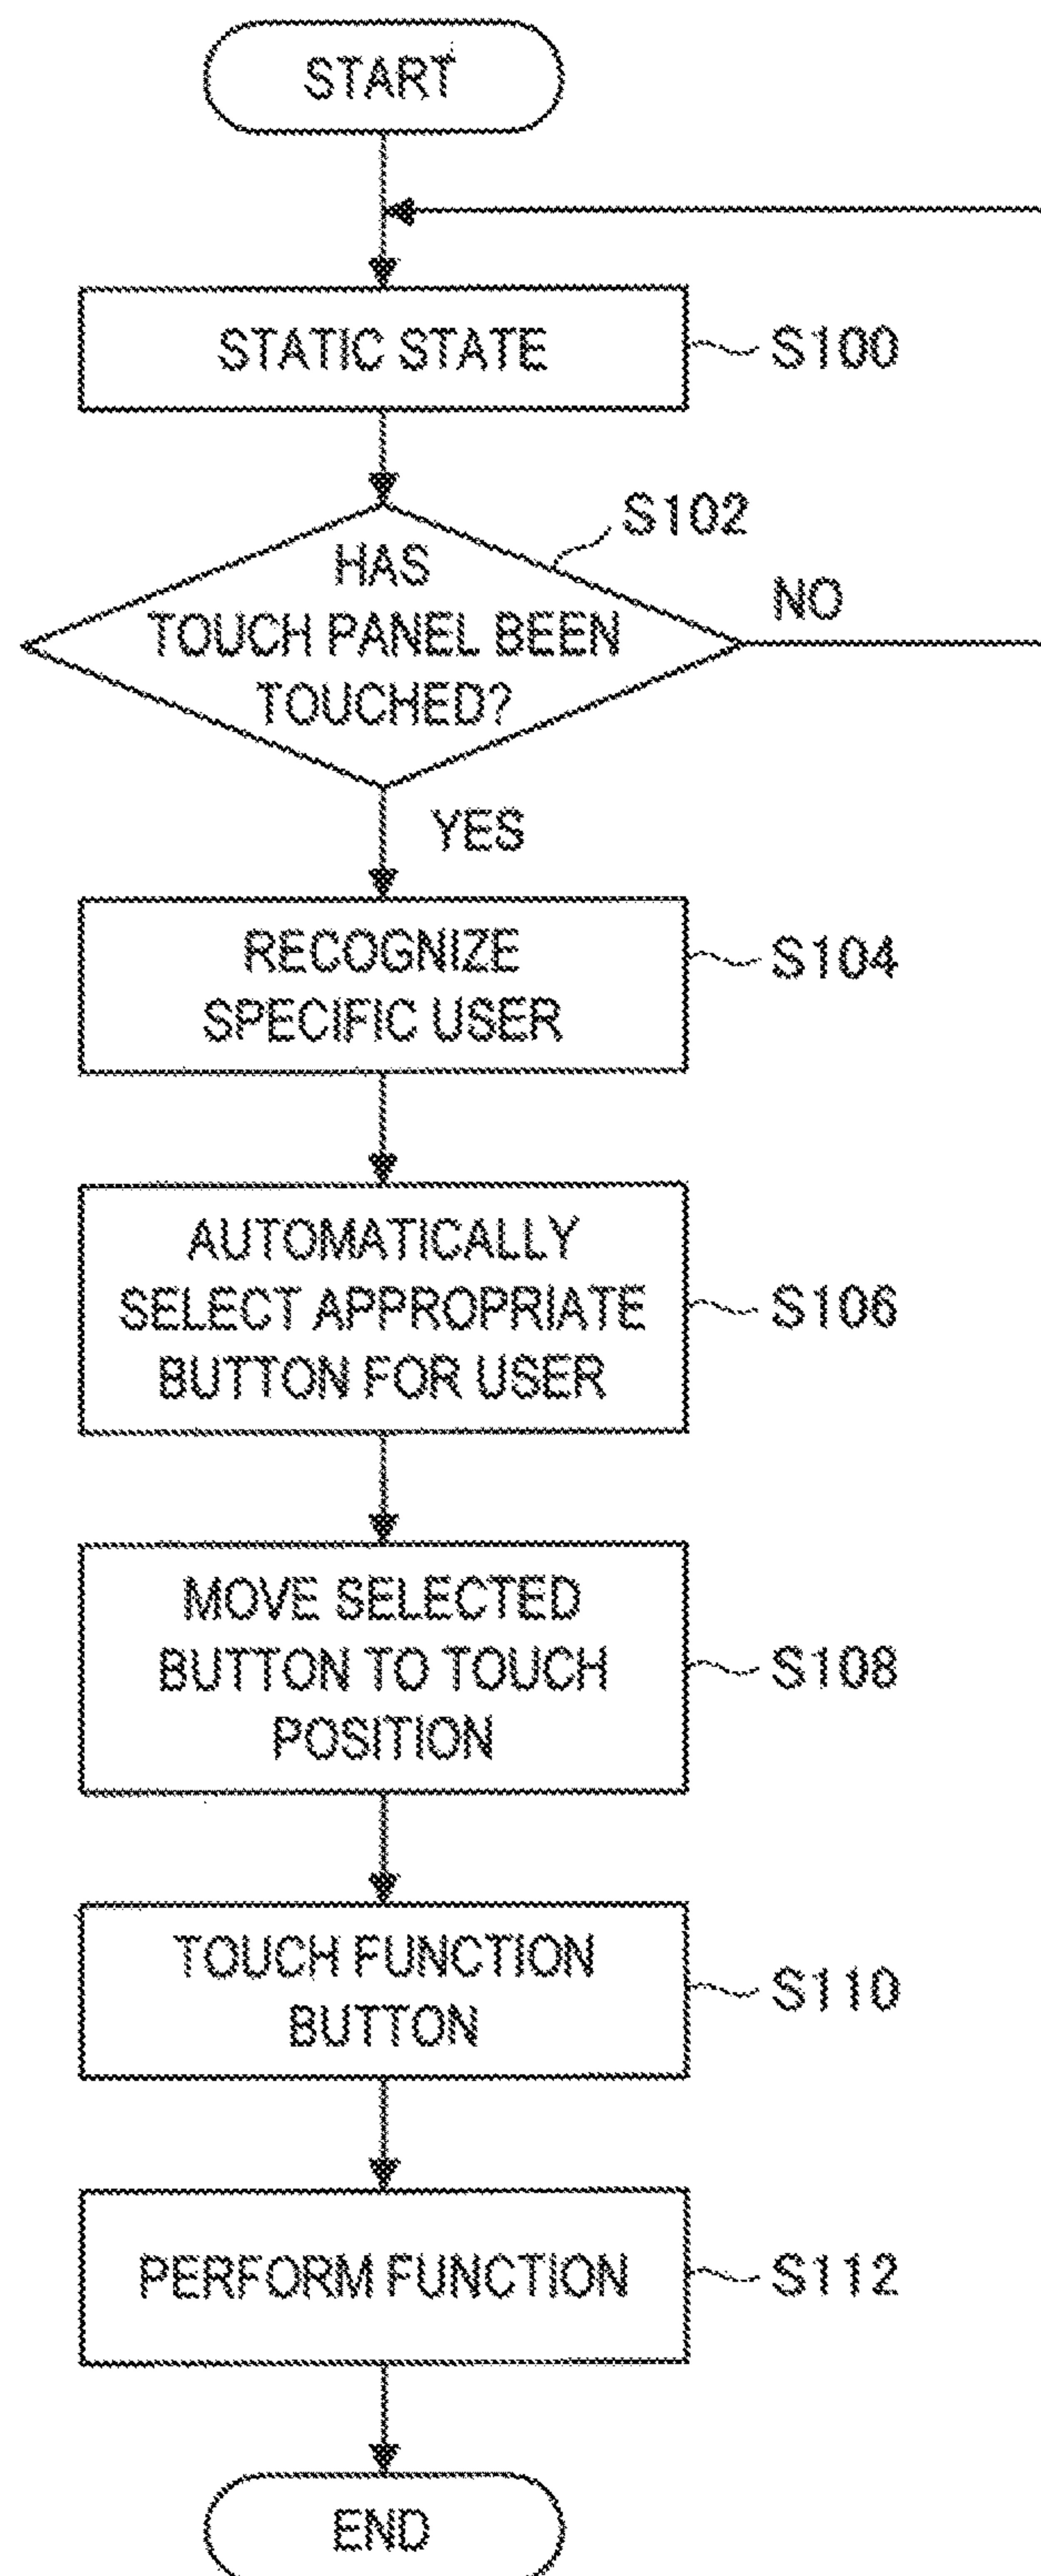 START
STATIC STATE
S100
S102
HAS
TOUCH PANEL BEEN
TOUCHED?
NO
YES
RECOGNIZE
SPECIFIC USER
S104
AUTOMATICALLY
SELECT APPROPRIATE
BUTTON FOR USER
S106
MOVE SELECTED
BUTTON TO TOUCH
POSITION
S108
TOUCH FUNCTION
BUTTON
S110
PERFORM FUNCTION
S112
END